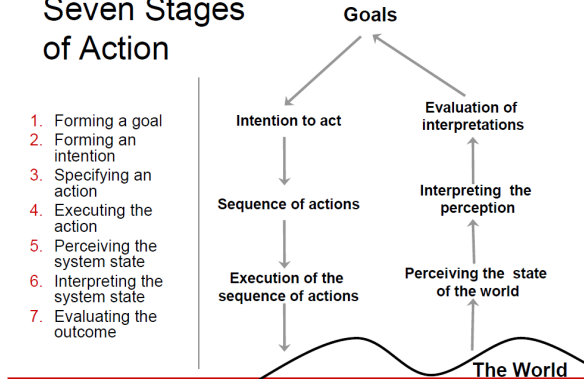 Seven Stages
of Action
1. Forming a goal
2. Forming an
intention
3. Specifying an
action
4. Executing the
action
5. Perceiving the
system state
6. Interpreting the
system state
7. Evaluating the
outcome
Goals
Intention to act
Sequence of actions
Execution of the
sequence of actions
Evaluation of
interpretations
Interpreting the
perception
Perceiving the state
of the world
The World